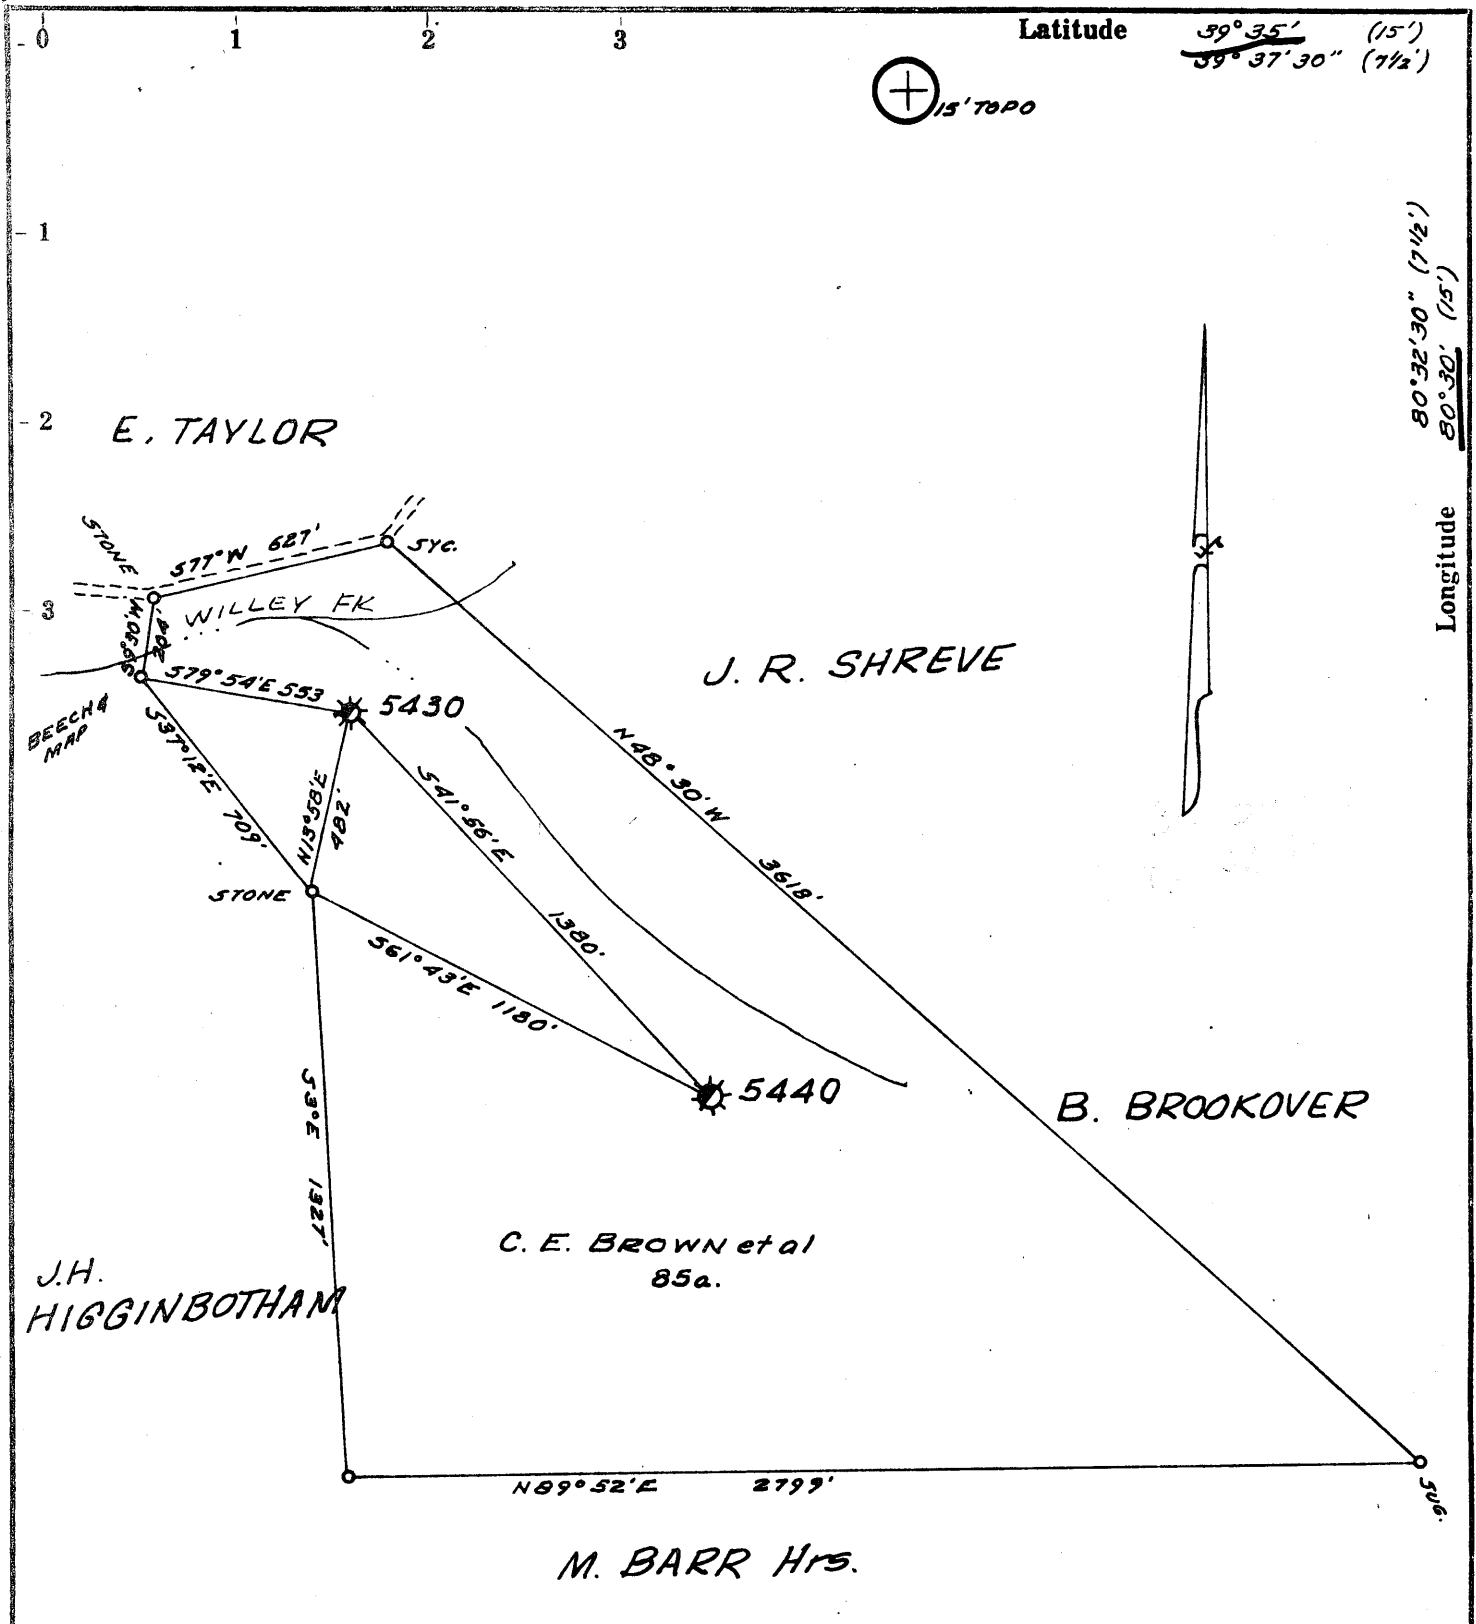 - 0 1 2 3
Latitude 39° 35' (15')
39° 37' 30" (7½')
15' TOPO
- 1
80° 32' 30" (7½')
80° 30' (15')
Longitude
- 2
E. TAYLOR
STONE
S77°W 627'
SYC.
- 3
WILLEY FK
S9°30'W
204'
J. R. SHREVE
S79°54'E 553
5430
BEECH &
MAP
S37°12'E 709'
N13°58'E
482'
S41°56'E 1380'
N48°30'W 3618'
STONE
S61°43'E 1180'
5440
B. BROOKOVER
S3°E 1327'
C. E. BROWN et al
85a.
J.H.
HIGGINBOTHAM
N89°52'E 2799'
SUG.
M. BARR Hrs.